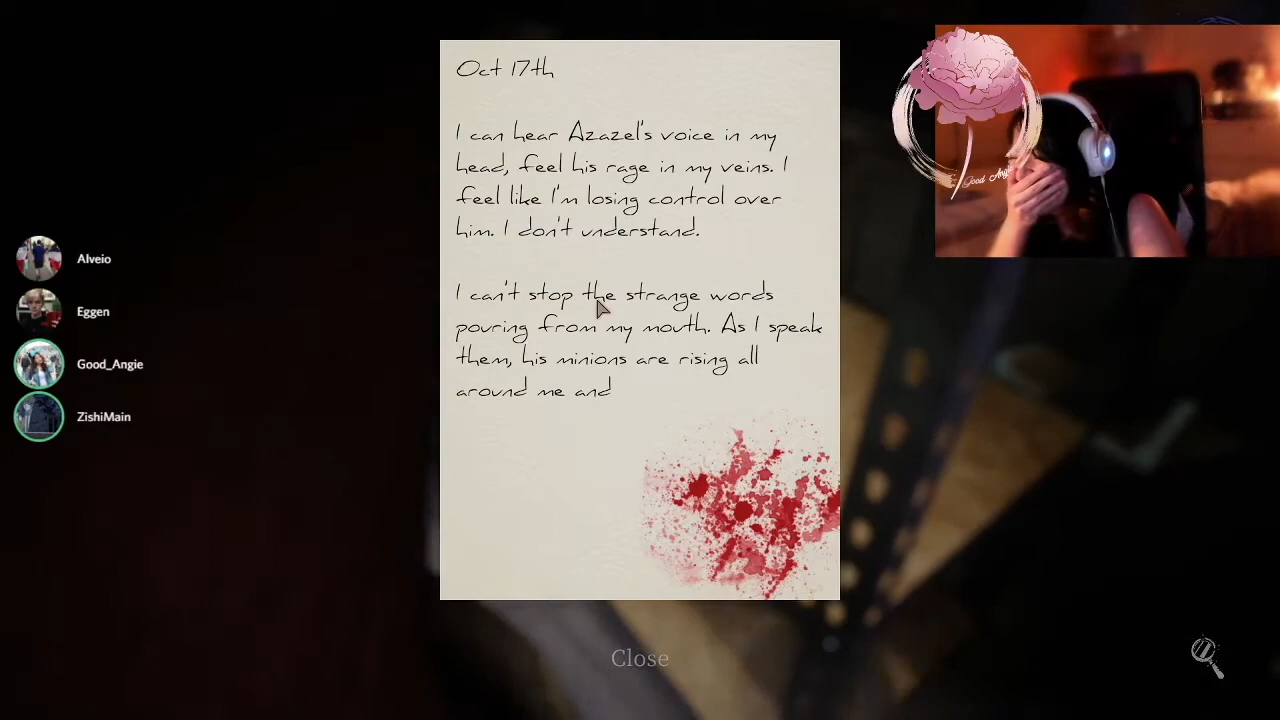 Oct 17th
I can hear Azazel's voice in my
head, feel his rage in my veins. I
feel like I'm losing control over
him. I don't understand.
I can't stop the strange words
pouring from my mouth. As I speak
them, his minions are rising all
around me and
Close
Alveio
Eggen
Good_Angie
ZishiMain
Good Angie